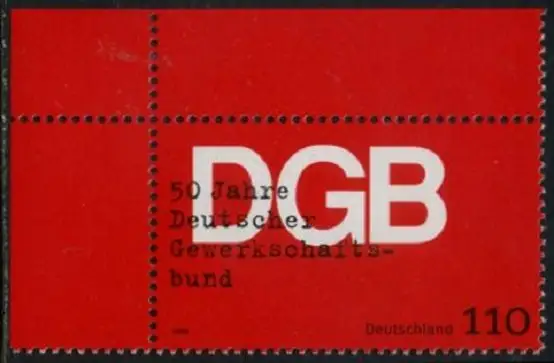 DGB
50 Jahre
Deutscher
Gewerkschafts-
bund
Deutschland 110